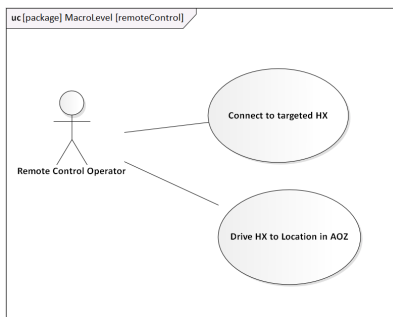 uc [package] MacroLevel [remoteControl]
Connect to targeted HX
Remote Control Operator
Drive HX to Location in AOZ